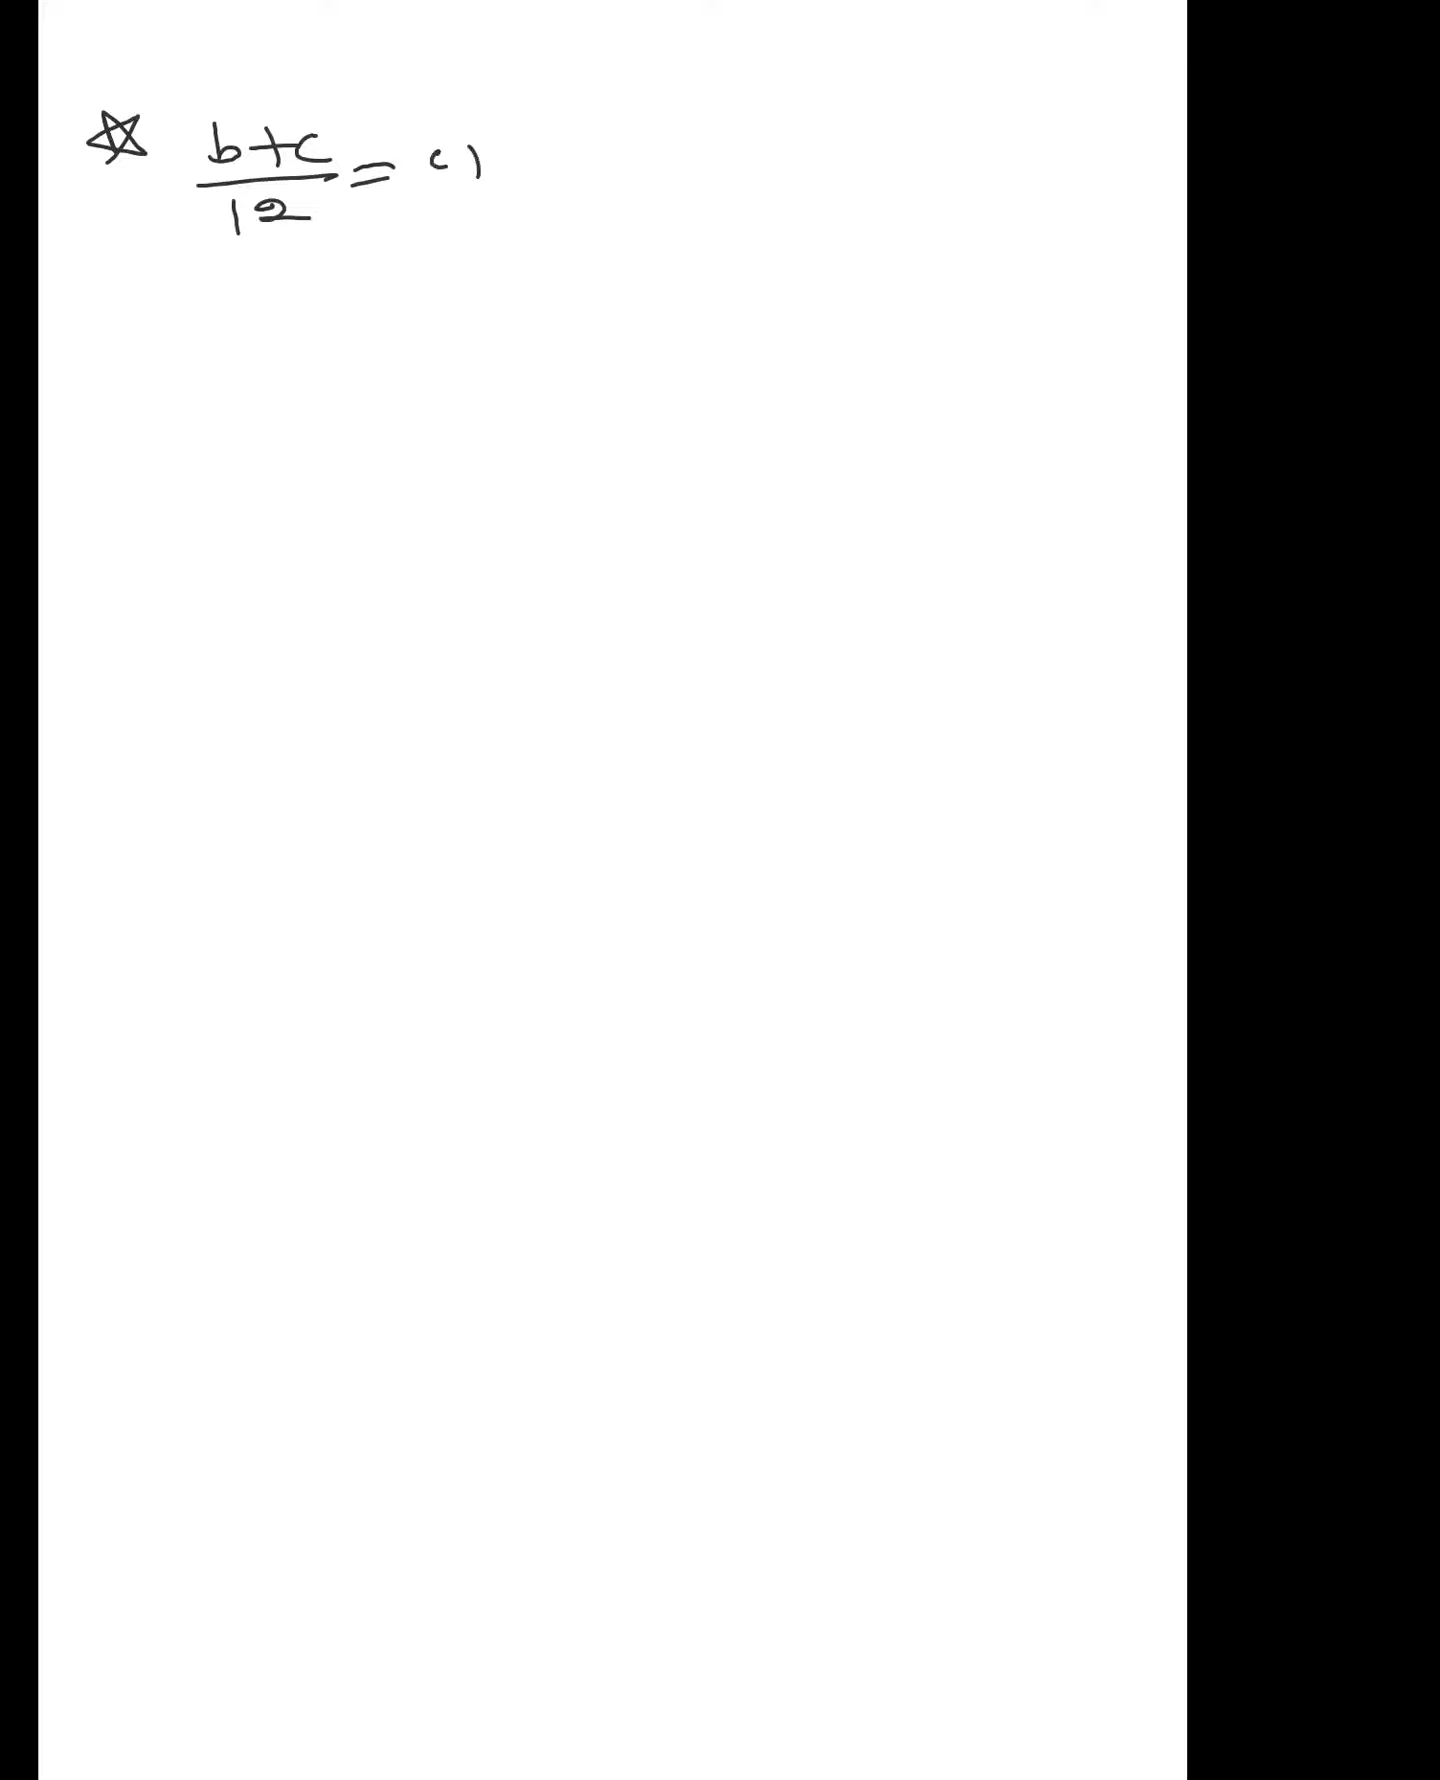 ☆ b+c
12 =